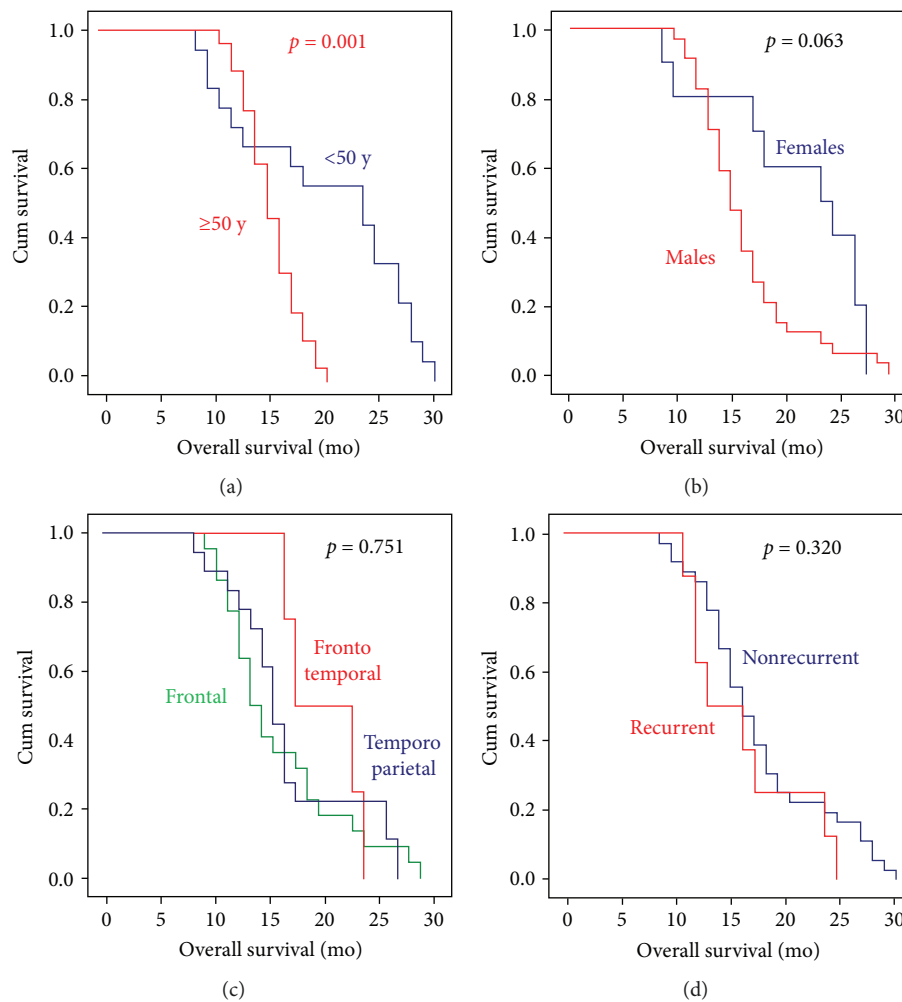 p = 0.001
<50 y
≥50 y
Cum survival
1.0
0.8
0.6
0.4
0.2
0.0
0 5 10 15 20 25 30
Overall survival (mo)
(a)
p = 0.063
Females
Males
Cum survival
1.0
0.8
0.6
0.4
0.2
0.0
0 5 10 15 20 25 30
Overall survival (mo)
(b)
p = 0.751
Fronto
temporal
Frontal
Temporo
parietal
Cum survival
1.0
0.8
0.6
0.4
0.2
0.0
0 5 10 15 20 25 30
Overall survival (mo)
(c)
p = 0.320
Nonrecurrent
Recurrent
Cum survival
1.0
0.8
0.6
0.4
0.2
0.0
0 5 10 15 20 25 30
Overall survival (mo)
(d)